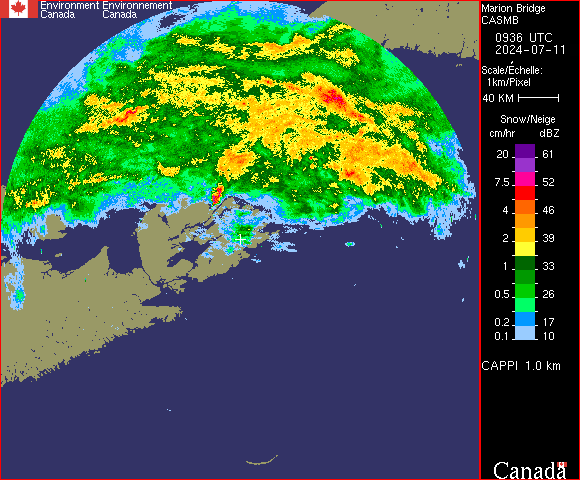 Environment Environnement
Canada Canada
Marion Bridge
CASMB
0936 UTC
2024-07-11
Scale/Échelle:
1km/Pixel
40 KM
Snow/Neige
cm/hr dBZ
20 61
7.5 52
4 46
2 39
1 33
0.5 26
0.2 17
0.1 10
CAPPI 1.0 km
Canada